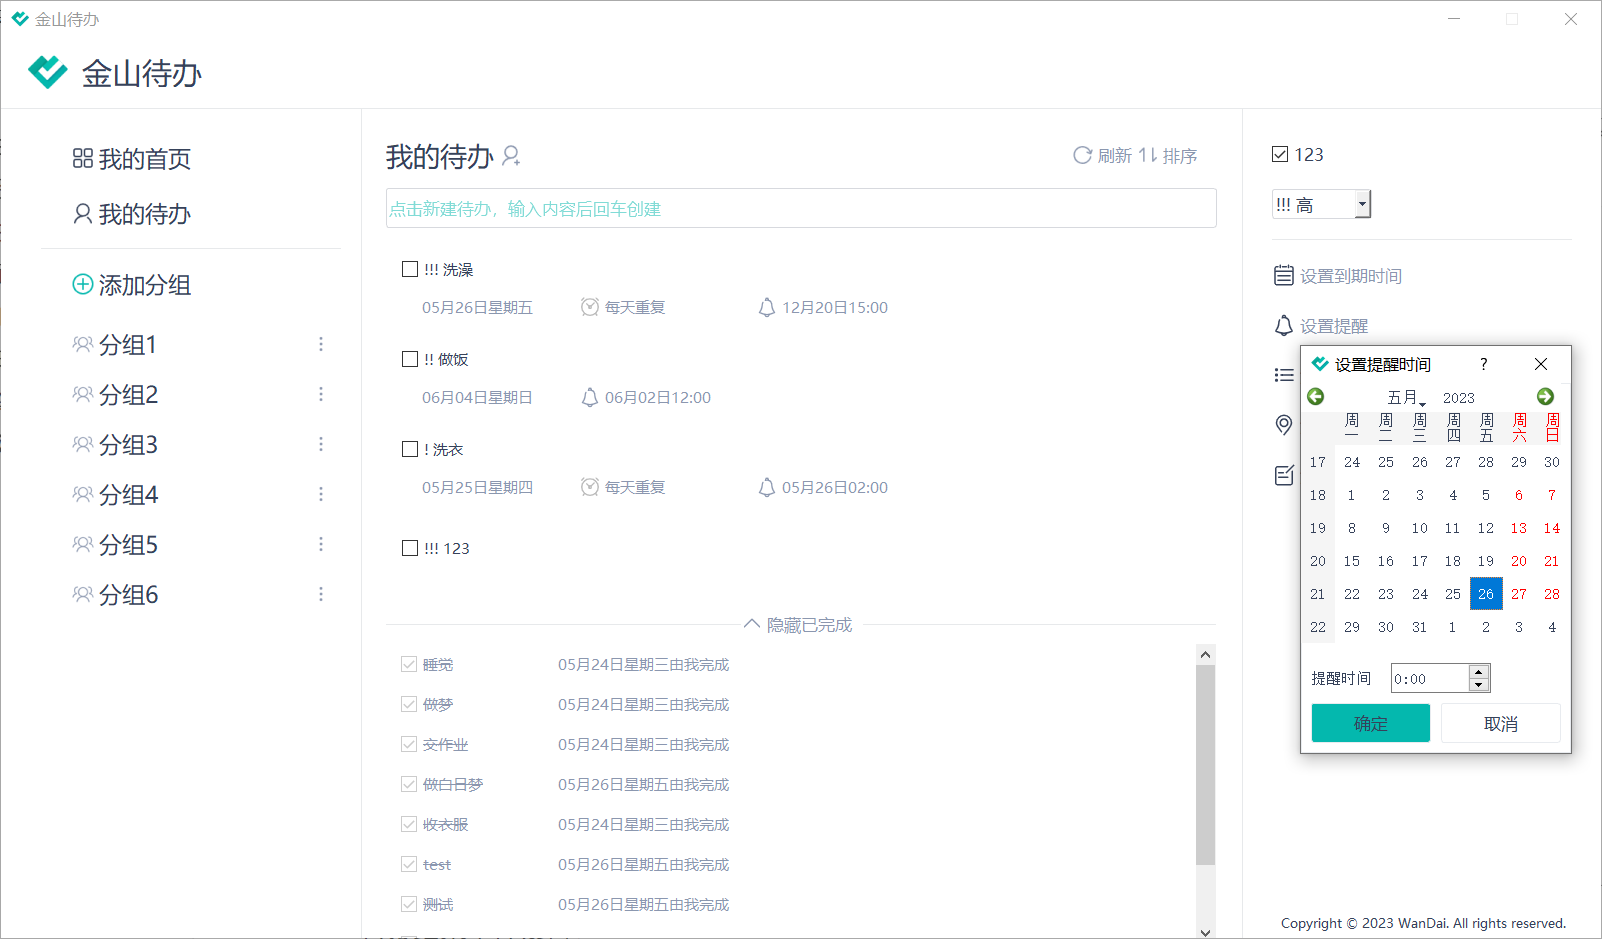 金山待办
金山待办
我的首页
我的待办
添加分组
分组1
分组2
分组3
分组4
分组5
分组6
我的待办
刷新 排序
点击新建待办，输入内容后回车创建
!!! 洗澡
05月26日星期五 每天重复 12月20日15:00
!! 做饭
06月04日星期日 06月02日12:00
! 洗衣
05月25日星期四 每天重复 05月26日02:00
!!! 123
隐藏已完成
睡觉 05月24日星期三由我完成
做梦 05月24日星期三由我完成
交作业 05月24日星期三由我完成
做白日梦 05月26日星期五由我完成
收衣服 05月24日星期三由我完成
test 05月26日星期五由我完成
测试 05月26日星期五由我完成
123
!!! 高
设置到期时间
设置提醒
设置提醒时间 ?
五月 2023
周一 周二 周三 周四 周五 周六 周日
17 24 25 26 27 28 29 30
18 1 2 3 4 5 6 7
19 8 9 10 11 12 13 14
20 15 16 17 18 19 20 21
21 22 23 24 25 26 27 28
22 29 30 31 1 2 3 4
提醒时间 0:00
确定 取消
Copyright © 2023 WanDai. All rights reserved.